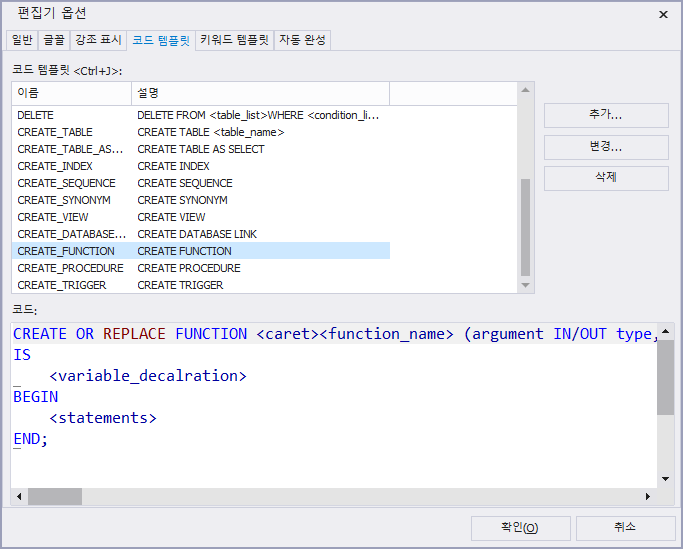 편집기 옵션
일반 글꼴 강조 표시 코드 템플릿 키워드 템플릿 자동 완성
코드 템플릿 <Ctrl+J>:
이름 설명
DELETE DELETE FROM <table_list>WHERE <condition_li...
CREATE_TABLE CREATE TABLE <table_name>
CREATE_TABLE_AS... CREATE TABLE AS SELECT
CREATE_INDEX CREATE INDEX
CREATE_SEQUENCE CREATE SEQUENCE
CREATE_SYNONYM CREATE SYNONYM
CREATE_VIEW CREATE VIEW
CREATE_DATABASE... CREATE DATABASE LINK
CREATE_FUNCTION CREATE FUNCTION
CREATE_PROCEDURE CREATE PROCEDURE
CREATE_TRIGGER CREATE TRIGGER
추가...
변경...
삭제
코드:
CREATE OR REPLACE FUNCTION <caret><function_name> (argument IN/OUT type,
IS
<variable_decalration>
BEGIN
<statements>
END;
확인(O) 취소